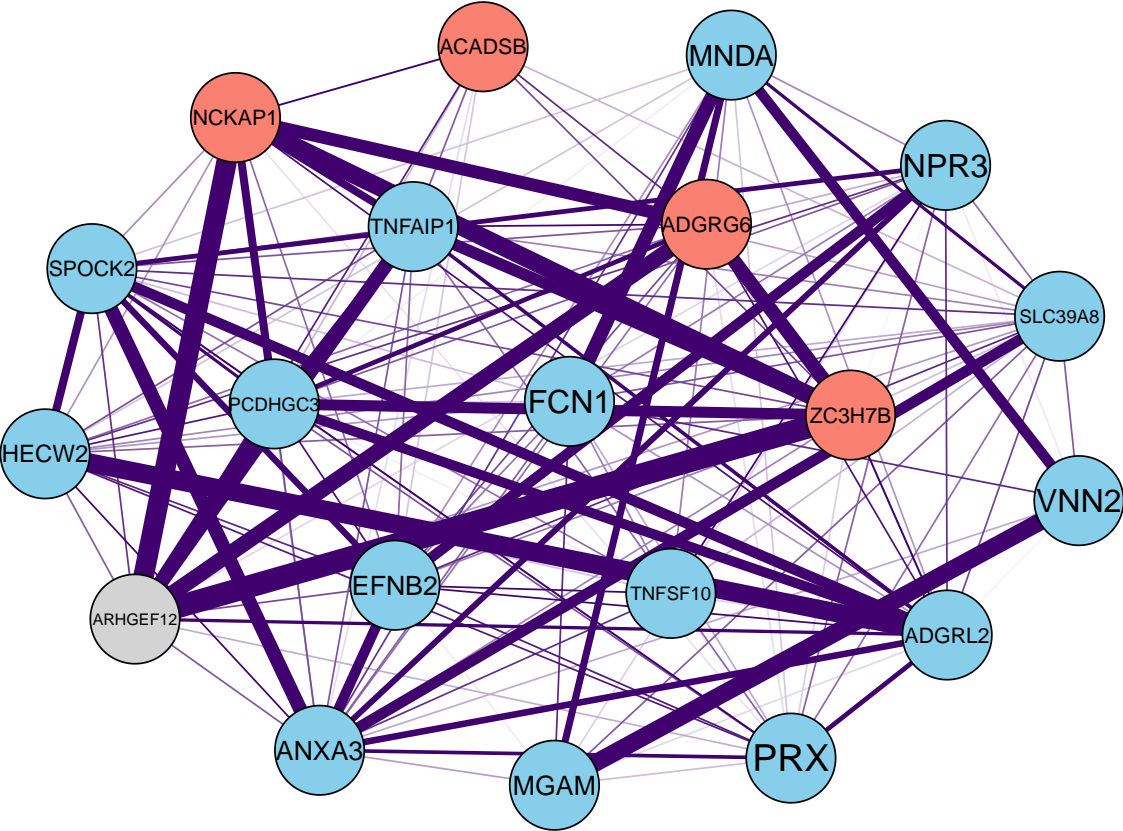 ACADSB
MNDA
NCKAP1
NPR3
TNFAIP1
ADGRG6
SPOCK2
SLC39A8
PCDHGC3
FCN1
ZC3H7B
HECW2
VNN2
EFNB2
TNFSF10
ARHGEF12
ADGRL2
ANXA3
PRX
MGAM